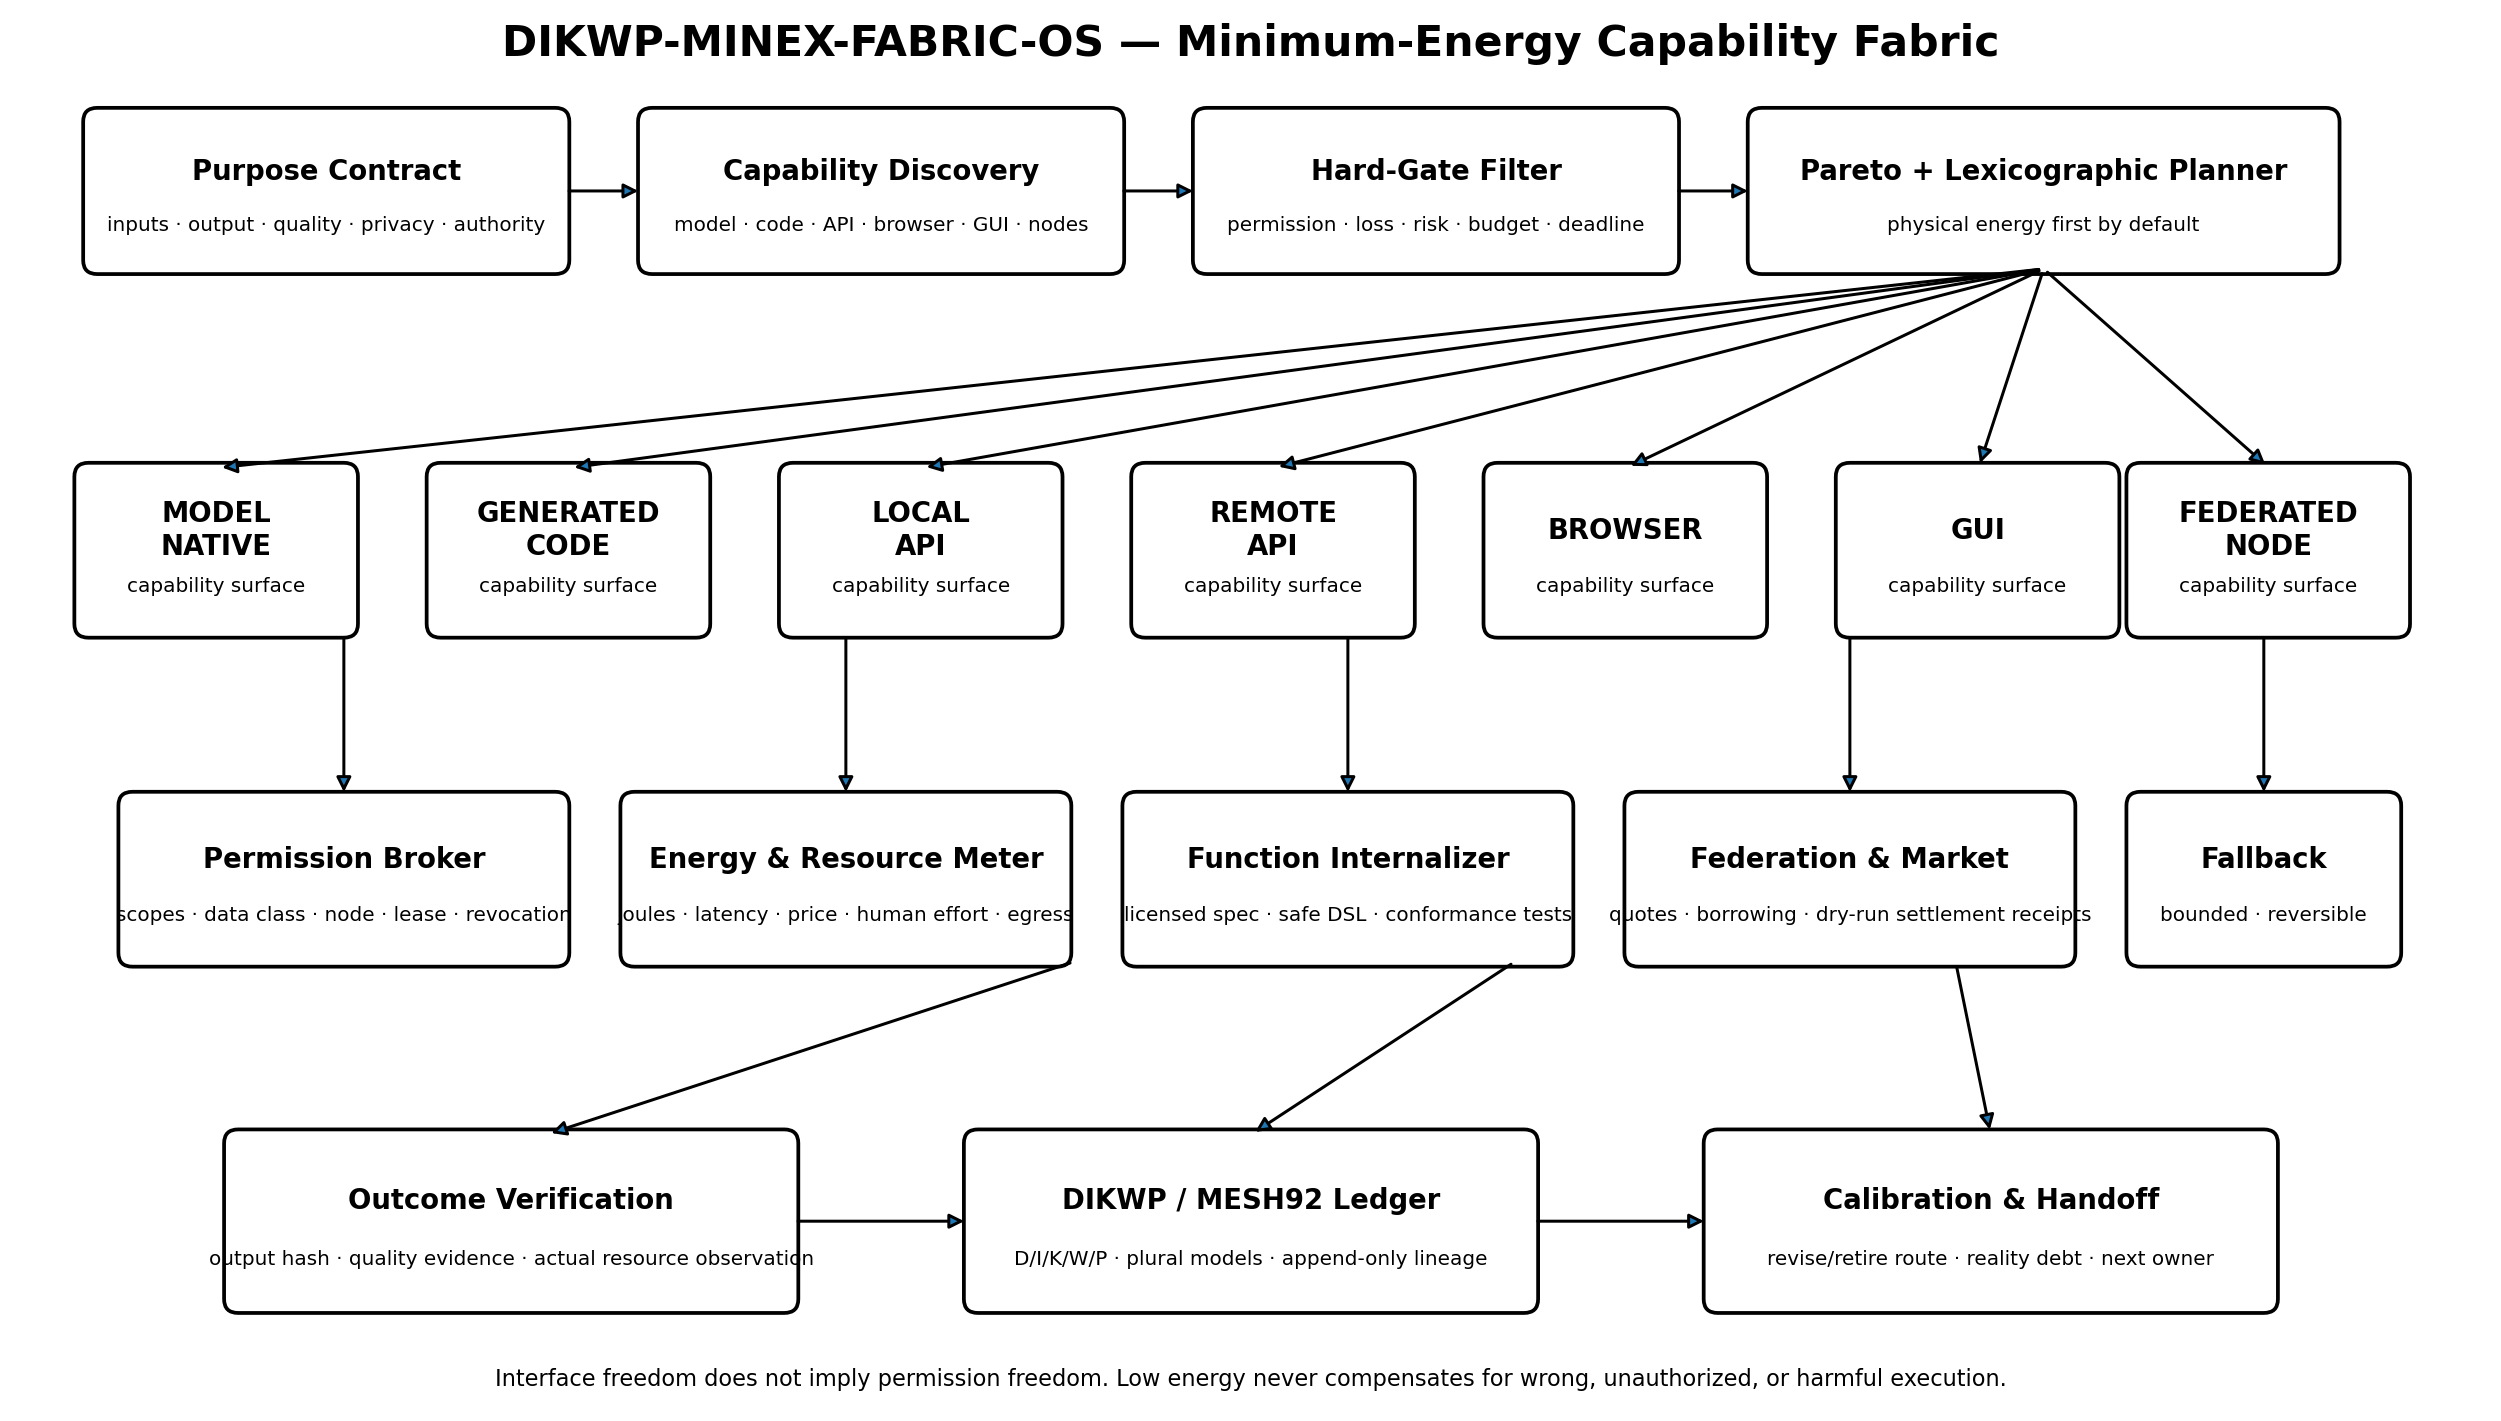 DIKWP-MINEX-FABRIC-OS — Minimum-Energy Capability Fabric
Purpose Contract
inputs · output · quality · privacy · authority
Capability Discovery
model · code · API · browser · GUI · nodes
Hard-Gate Filter
permission · loss · risk · budget · deadline
Pareto + Lexicographic Planner
physical energy first by default
MODEL
NATIVE
capability surface
GENERATED
CODE
capability surface
LOCAL
API
capability surface
REMOTE
API
capability surface
BROWSER
capability surface
GUI
capability surface
FEDERATED
NODE
capability surface
Permission Broker
scopes · data class · node · lease · revocation
Energy & Resource Meter
joules · latency · price · human effort · egress
Function Internalizer
licensed spec · safe DSL · conformance tests
Federation & Market
quotes · borrowing · dry-run settlement receipts
Fallback
bounded · reversible
Outcome Verification
output hash · quality evidence · actual resource observation
DIKWP / MESH92 Ledger
D/I/K/W/P · plural models · append-only lineage
Calibration & Handoff
revise/retire route · reality debt · next owner
Interface freedom does not imply permission freedom. Low energy never compensates for wrong, unauthorized, or harmful execution.